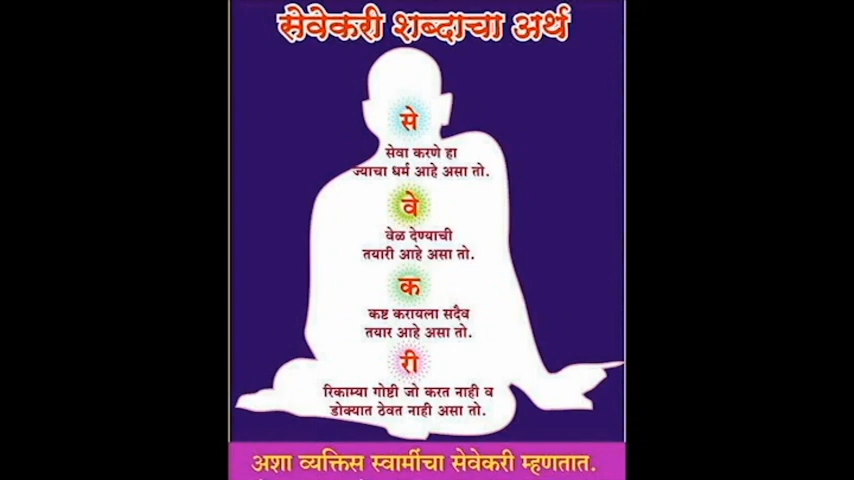 सेवेकरी शब्दाचा अर्थ
से
सेवा करणे हा
ज्याचा धर्म आहे असा तो.
वे
वेळ देण्याची
तयारी आहे असा तो.
क
कष्ट करायला सदैव
तयार आहे असा तो.
री
रिकाम्या गोष्टी जो करत नाही व
डोक्यात ठेवत नाही असा तो.
अशा व्यक्तिस स्वामींचा सेवेकरी म्हणतात.